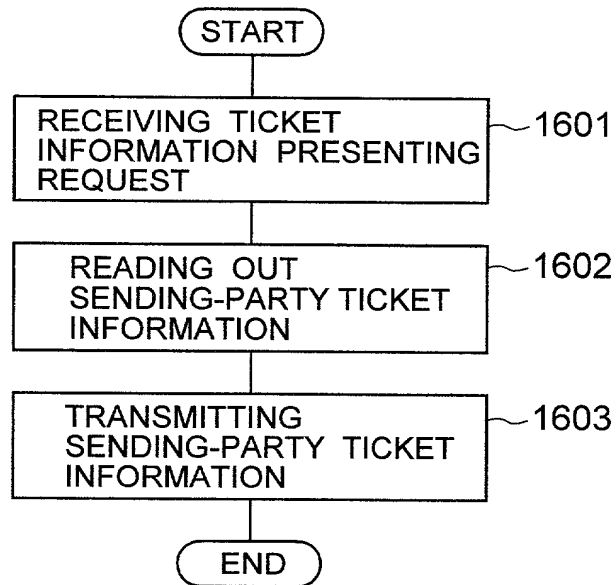 START
RECEIVING TICKET
INFORMATION PRESENTING
REQUEST
1601
READING OUT
SENDING-PARTY TICKET
INFORMATION
1602
TRANSMITTING
SENDING-PARTY TICKET
INFORMATION
1603
END